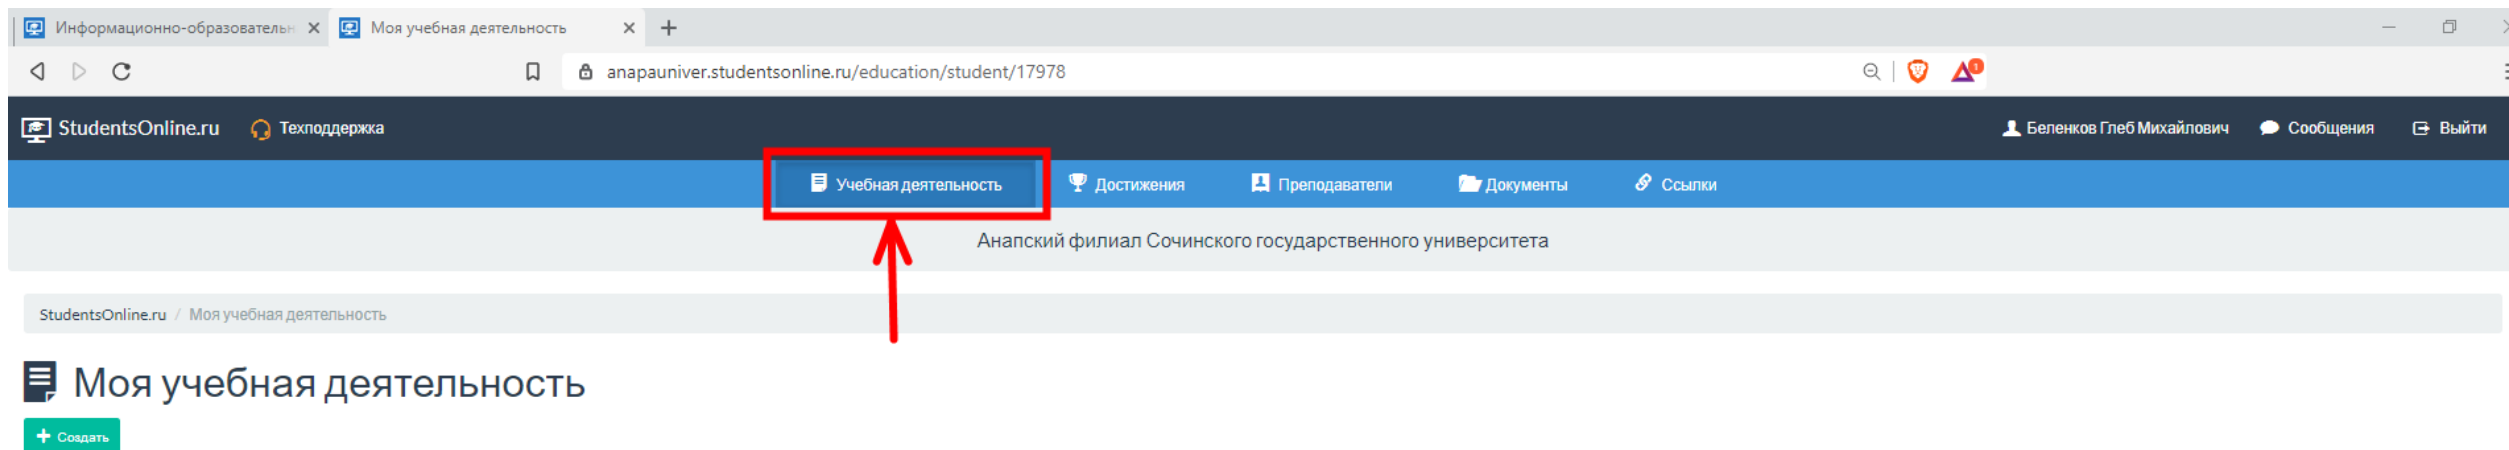 Информационно-образовательн Моя учебная деятельность
anapauniver.studentsonline.ru/education/student/17978 1
StudentsOnline.ru Техподдержка Беленков Глеб Михайлович Сообщения Выйти
Учебная деятельность Достижения Преподаватели Документы Ссылки
Анапский филиал Сочинского государственного университета
StudentsOnline.ru / Моя учебная деятельность
Моя учебная деятельность
+ Создать